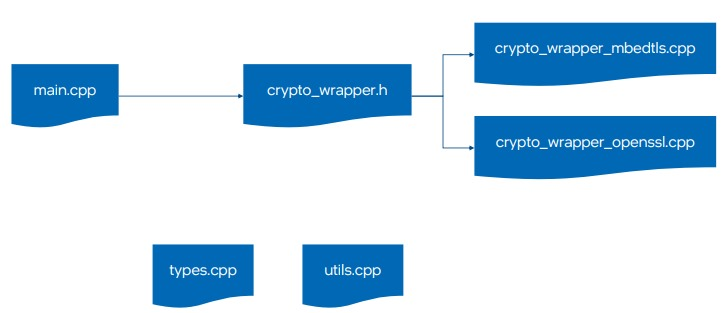 crypto_wrapper_mbedtls.cpp
main.cpp
crypto_wrapper.h
crypto_wrapper_openssl.cpp
types.cpp
utils.cpp